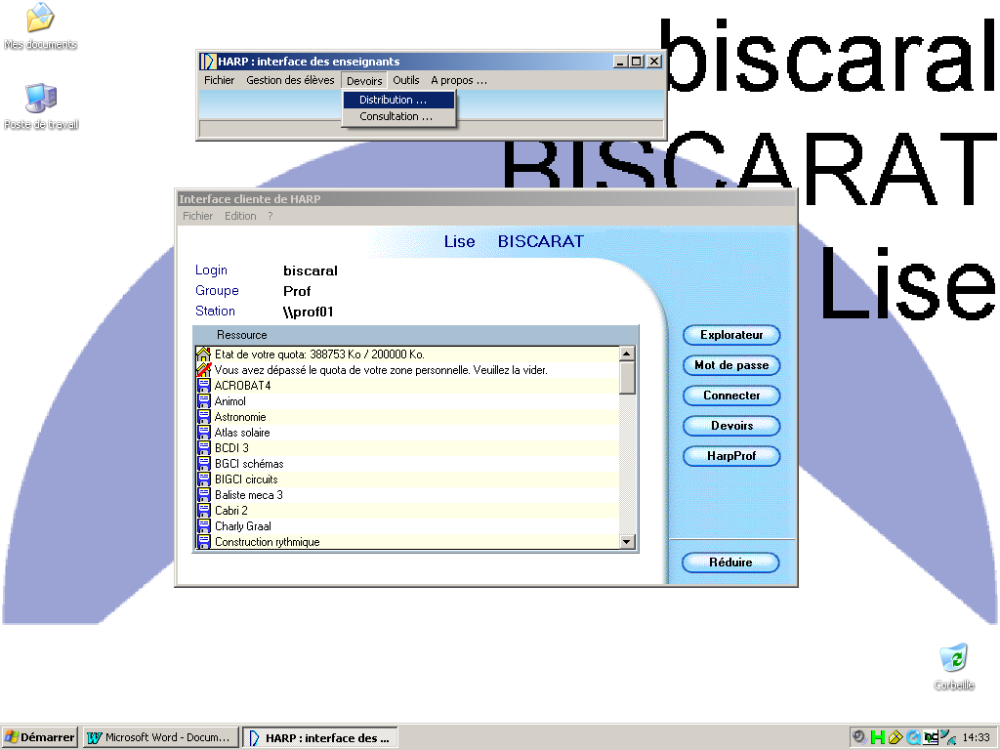 Mes documents
Poste de travail
biscaral
BISCARAT
Lise
HARP : interface des enseignants
Fichier Gestion des élèves Devoirs Outils A propos ...
Distribution ...
Consultation ...
Interface cliente de HARP
Fichier Edition ?
Lise BISCARAT
Login biscaral
Groupe Prof
Station \\prof01
Ressource
Etat de votre quota: 388753 Ko / 200000 Ko.
Vous avez dépassé le quota de votre zone personnelle. Veuillez la vider.
ACROBAT4
Animol
Astronomie
Atlas solaire
BCDI 3
BGCI schémas
BIGCI circuits
Baliste meca 3
Cabri 2
Charly Graal
Construction rythmique
Explorateur
Mot de passe
Connecter
Devoirs
HarpProf
Réduire
Corbeille
Démarrer
Microsoft Word - Docum...
HARP : interface des ...
14:33